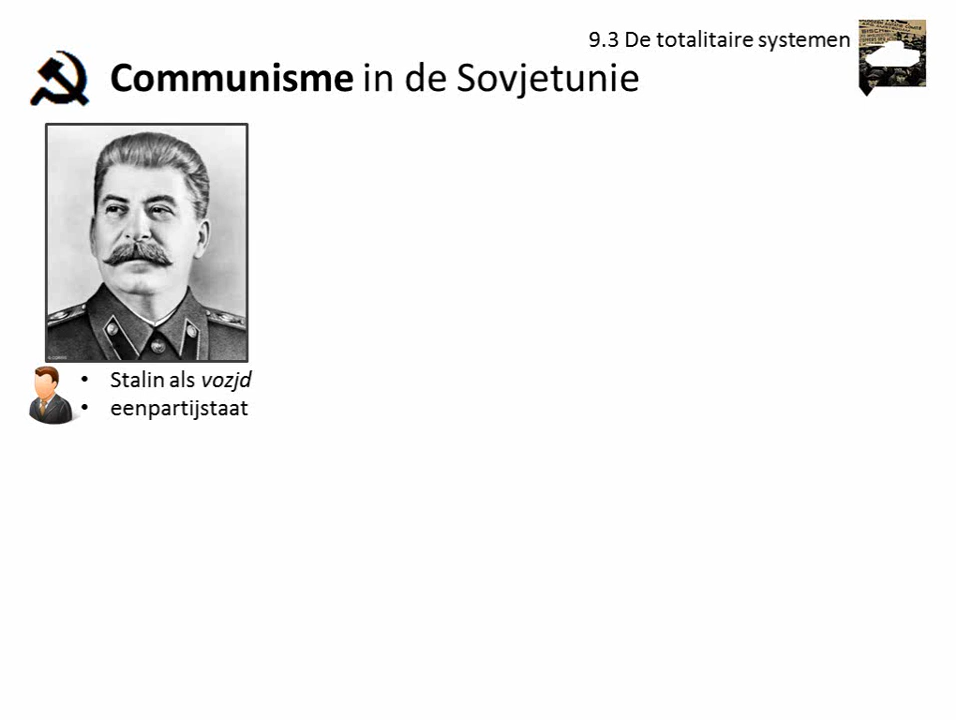 9.3 De totalitaire systemen
Communisme in de Sovjetunie
• Stalin als vozjd
• eenpartijstaat